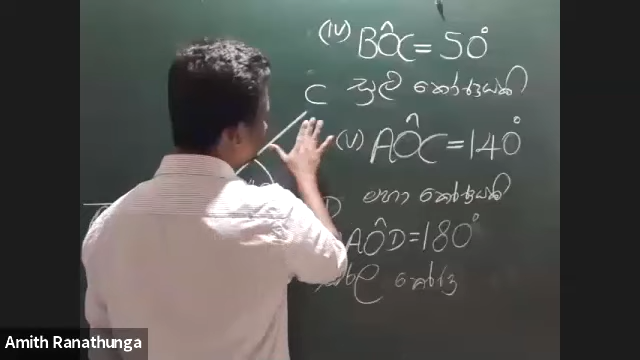 (iv) BÔC = 50°
C සුළු කෝණයකි
(v) AÔC = 140°
මහා කෝණයකි
D
AÔD = 180°
සරල කෝණ
Amith Ranathunga